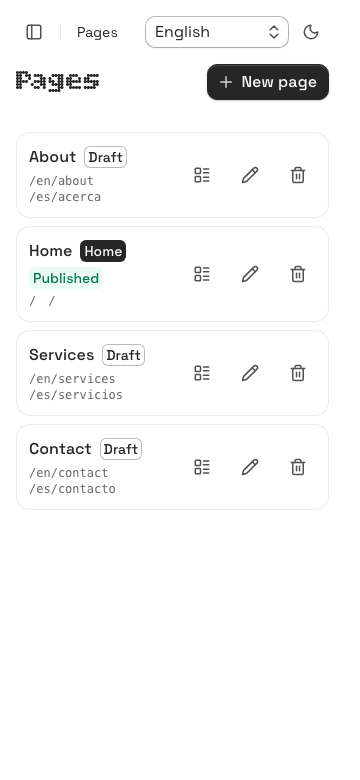 Pages
English
Pages
New page
About Draft
/en/about
/es/acerca
Home Home
Published
/ /
Services Draft
/en/services
/es/servicios
Contact Draft
/en/contact
/es/contacto